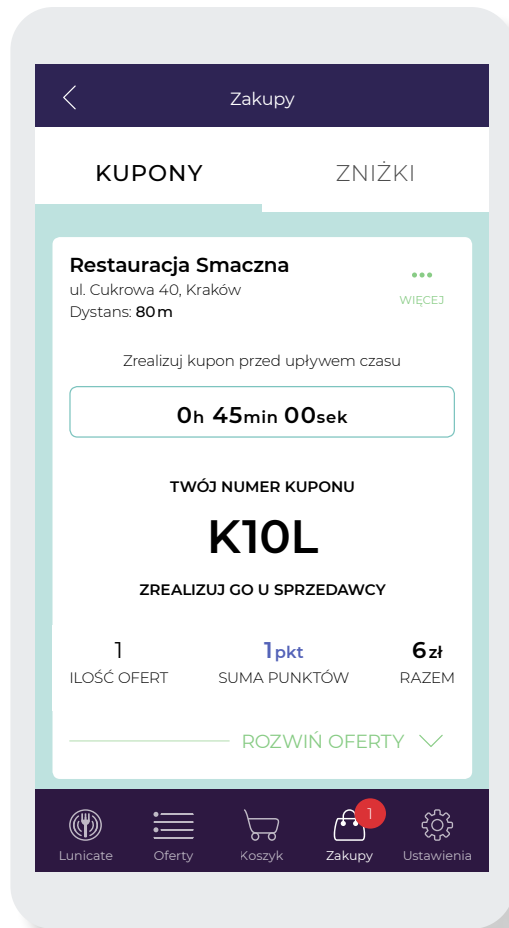 Zakupy
KUPONY ZNIŻKI
Restauracja Smaczna
ul. Cukrowa 40, Kraków
Dystans: 80m
WIĘCEJ
Zrealizuj kupon przed upływem czasu
0h 45min 00sek
TWÓJ NUMER KUPONU
K10L
ZREALIZUJ GO U SPRZEDAWCY
1 1pkt 6zł
ILOŚĆ OFERT SUMA PUNKTÓW RAZEM
ROZWIŃ OFERTY
1
Lunicate Oferty Koszyk Zakupy Ustawienia